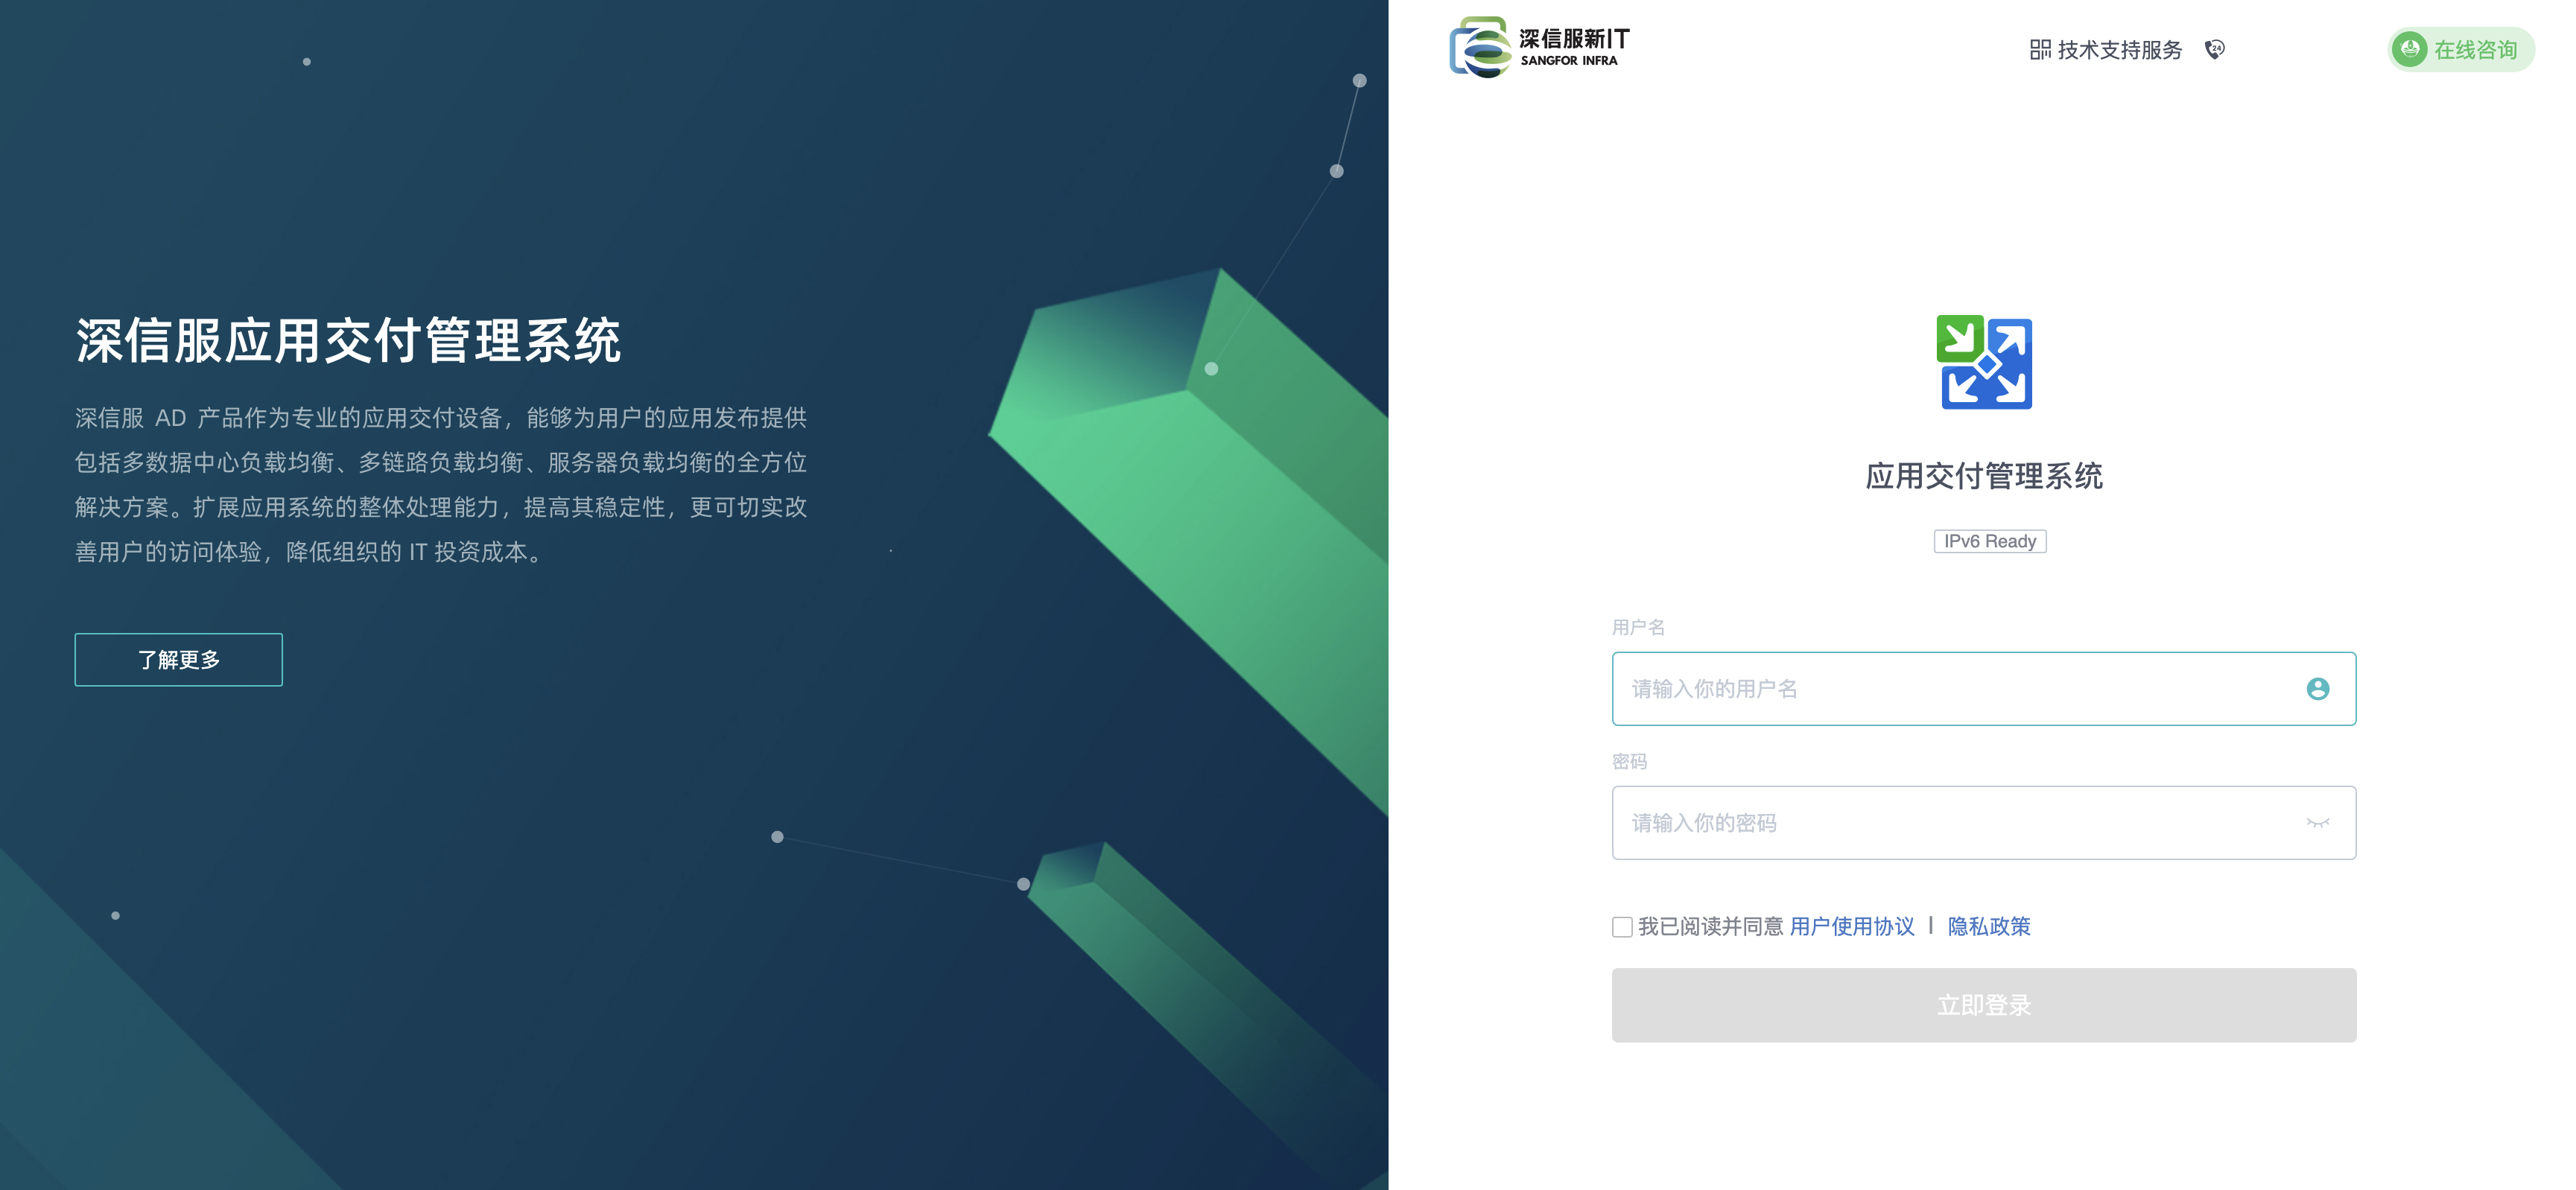 深信服应用交付管理系统
深信服 AD 产品作为专业的应用交付设备，能够为用户的应用发布提供
包括多数据中心负载均衡、多链路负载均衡、服务器负载均衡的全方位
解决方案。扩展应用系统的整体处理能力，提高其稳定性，更可切实改
善用户的访问体验，降低组织的 IT 投资成本。
了解更多
深信服新IT
SANGFOR INFRA
技术支持服务
24
在线咨询
应用交付管理系统
IPv6 Ready
用户名
请输入你的用户名
密码
请输入你的密码
我已阅读并同意 用户使用协议 | 隐私政策
立即登录